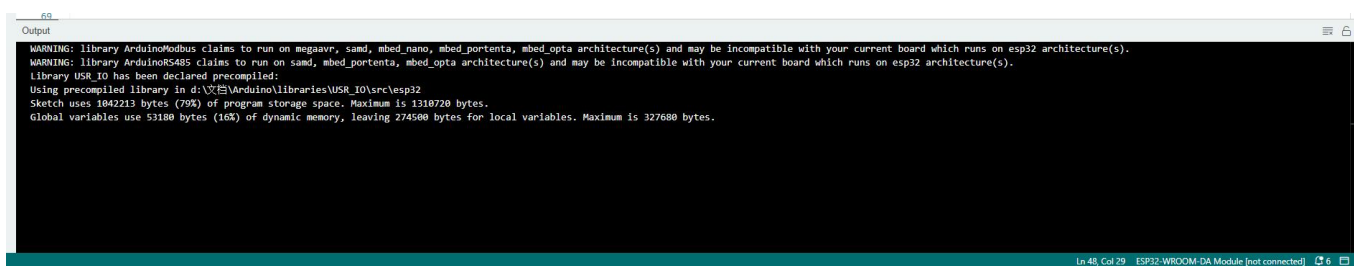 69
Output
WARNING: library ArduinoModbus claims to run on megaavr, samd, mbed_nano, mbed_portenta, mbed_opta architecture(s) and may be incompatible with your current board which runs on esp32 architecture(s).
WARNING: library ArduinoRS485 claims to run on samd, mbed_portenta, mbed_opta architecture(s) and may be incompatible with your current board which runs on esp32 architecture(s).
Library USR_IO has been declared precompiled:
Using precompiled library in d:\文档\Arduino\libraries\USR_IO\src\esp32
Sketch uses 1042213 bytes (79%) of program storage space. Maximum is 1310720 bytes.
Global variables use 53180 bytes (16%) of dynamic memory, leaving 274500 bytes for local variables. Maximum is 327680 bytes.
Ln 48, Col 29 ESP32-WROOM-DA Module [not connected] 6